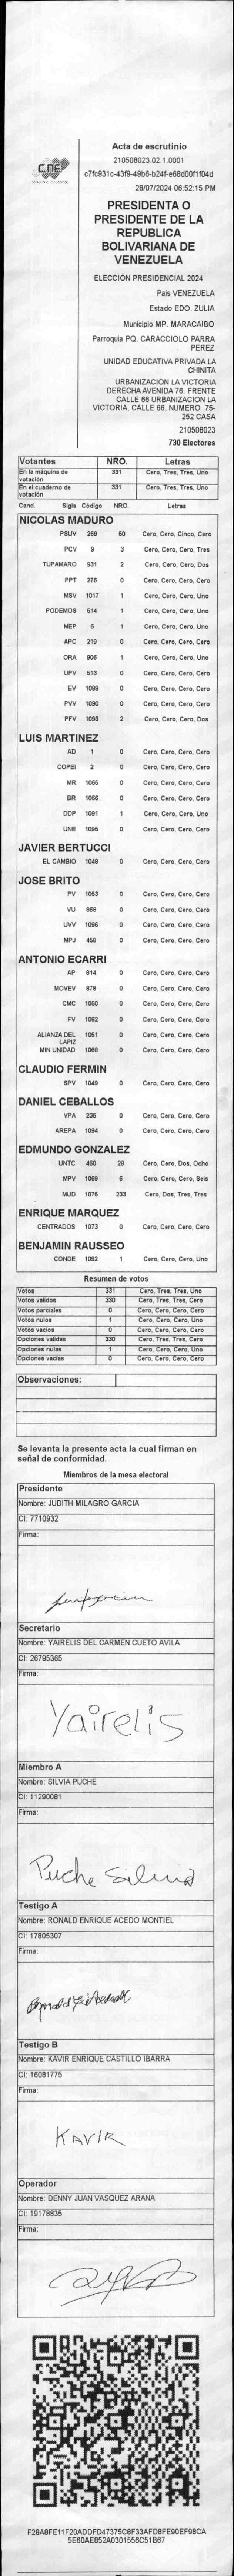 CNE
Acta de escrutinio
210508023.02.1.0001
c7fc931c-43f9-49b6-b24f-e68d00f1f04d
28/07/2024 06:52:15 PM
PRESIDENTA O
PRESIDENTE DE LA
REPUBLICA
BOLIVARIANA DE
VENEZUELA
ELECCIÓN PRESIDENCIAL 2024
Pais VENEZUELA
Estado EDO. ZULIA
Municipio MP. MARACAIBO
Parroquia PQ. CARACCIOLO PARRA
PEREZ
UNIDAD EDUCATIVA PRIVADA LA
CHINITA
URBANIZACION LA VICTORIA
DERECHA AVENIDA 76. FRENTE
CALLE 66 URBANIZACION LA
VICTORIA, CALLE 66, NUMERO 75-
252 CASA
210508023
730 Electores
Votantes NRO. Letras
En la máquina de votación 331 Cero, Tres, Tres, Uno
En el cuaderno de votación 331 Cero, Tres, Tres, Uno
Cand. Sigls Código NRO. Letras
NICOLAS MADURO
PSUV 269 50 Cero, Cero, Cinco, Cero
PCV 9 3 Cero, Cero, Cero, Tres
TUPAMARO 931 2 Cero, Cero, Cero, Dos
PPT 276 0 Cero, Cero, Cero, Cero
MSV 1017 1 Cero, Cero, Cero, Uno
PODEMOS 514 1 Cero, Cero, Cero, Uno
MEP 6 1 Cero, Cero, Cero, Uno
APC 219 0 Cero, Cero, Cero, Cero
ORA 906 1 Cero, Cero, Cero, Uno
UPV 513 0 Cero, Cero, Cero, Cero
EV 1089 0 Cero, Cero, Cero, Cero
PVV 1090 0 Cero, Cero, Cero, Cero
PFV 1093 2 Cero, Cero, Cero, Dos
LUIS MARTINEZ
AD 1 0 Cero, Cero, Cero, Cero
COPEI 2 0 Cero, Cero, Cero, Cero
MR 1065 0 Cero, Cero, Cero, Cero
BR 1066 0 Cero, Cero, Cero, Cero
DDP 1091 1 Cero, Cero, Cero, Uno
UNE 1095 0 Cero, Cero, Cero, Cero
JAVIER BERTUCCI
EL CAMBIO 1048 0 Cero, Cero, Cero, Cero
JOSE BRITO
PV 1053 0 Cero, Cero, Cero, Cero
VU 868 0 Cero, Cero, Cero, Cero
UVV 1096 0 Cero, Cero, Cero, Cero
MPJ 458 0 Cero, Cero, Cero, Cero
ANTONIO ECARRI
AP 814 0 Cero, Cero, Cero, Cero
MOVEV 878 0 Cero, Cero, Cero, Cero
CMC 1050 0 Cero, Cero, Cero, Cero
FV 1062 0 Cero, Cero, Cero, Cero
ALIANZA DEL LAPIZ 1051 0 Cero, Cero, Cero, Cero
MIN UNIDAD 1068 0 Cero, Cero, Cero, Cero
CLAUDIO FERMIN
SPV 1049 0 Cero, Cero, Cero, Cero
DANIEL CEBALLOS
VPA 236 0 Cero, Cero, Cero, Cero
AREPA 1094 0 Cero, Cero, Cero, Cero
EDMUNDO GONZALEZ
UNTC 460 28 Cero, Cero, Dos, Ocho
MPV 1069 6 Cero, Cero, Cero, Seis
MUD 1075 233 Cero, Dos, Tres, Tres
ENRIQUE MARQUEZ
CENTRADOS 1073 0 Cero, Cero, Cero, Cero
BENJAMIN RAUSSEO
CONDE 1092 1 Cero, Cero, Cero, Uno
Resumen de votos
Votos 331 Cero, Tres, Tres, Uno
Votos validos 330 Cero, Tres, Tres, Cero
Votos parciales 0 Cero, Cero, Cero, Cero
Votos nulos 1 Cero, Cero, Cero, Uno
Votos vacios 0 Cero, Cero, Cero, Cero
Opciones validas 330 Cero, Tres, Tres, Cero
Opciones nulas 1 Cero, Cero, Cero, Uno
Opciones vacias 0 Cero, Cero, Cero, Cero
Observaciones:
Se levanta la presente acta la cual firman en
señal de conformidad.
Miembros de la mesa electoral
Presidente
Nombre: JUDITH MILAGRO GARCIA
CI: 7710932
Firma:
Secretario
Nombre: YAIRELIS DEL CARMEN CUETO AVILA
CI: 26795365
Firma:
Yairelis
Miembro A
Nombre: SILVIA PUCHE
CI: 11290081
Firma:
Puche Silvia
Testigo A
Nombre: RONALD ENRIQUE ACEDO MONTIEL
CI: 17805307
Firma:
Testigo B
Nombre: KAVIR ENRIQUE CASTILLO IBARRA
CI: 16081775
Firma:
KAVIR
Operador
Nombre: DENNY JUAN VASQUEZ ARANA
CI: 19178835
Firma:
F28A8FE11F20ADDFD47375C8F33AFD8FE90EF98CA
5E60AE852A0301556C51B67